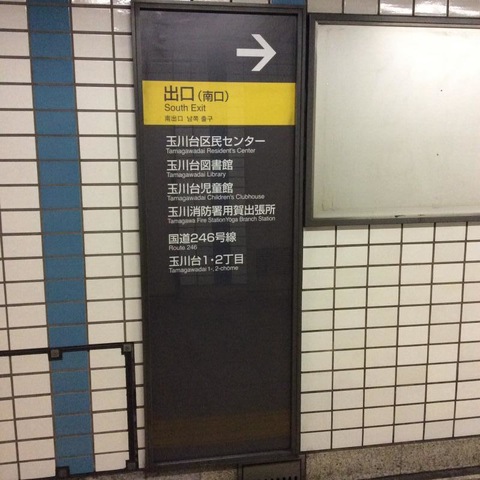 出口(南口)
South Exit
南出口 남쪽 출구
玉川台区民センター
Tamagawadai Resident's Center
玉川台図書館
Tamagawadai Library
玉川台児童館
Tamagawadai Children's Clubhouse
玉川消防署用賀出張所
Tamagawa Fire Station Yoga Branch Station
国道246号線
Route 246
玉川台1・2丁目
Tamagawadai 1-, 2-chome